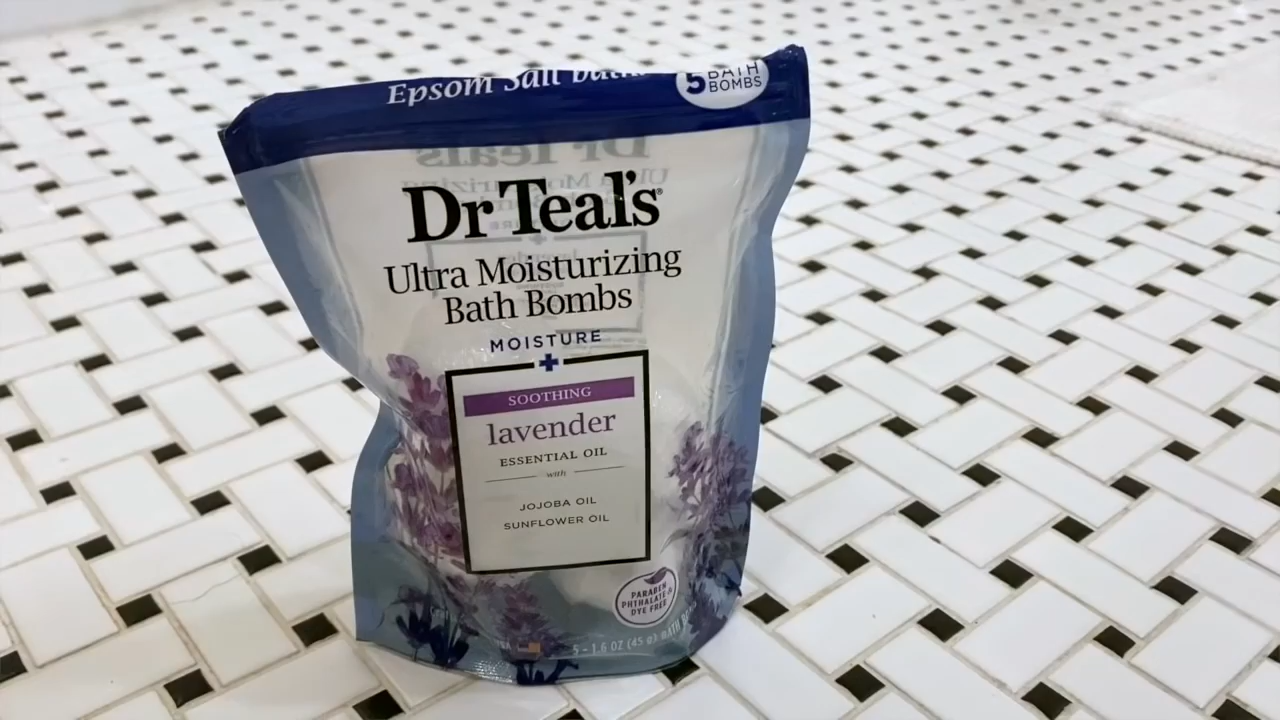 Epsom Salt
5 BATH
BOMBS
Dr Teal's®
Ultra Moisturizing
Bath Bombs
MOISTURE
SOOTHING
lavender
ESSENTIAL OIL
with
JOJOBA OIL
SUNFLOWER OIL
PARABEN
PHTHALATE &
DYE FREE
5 - 1.6 OZ (45 g) BATH